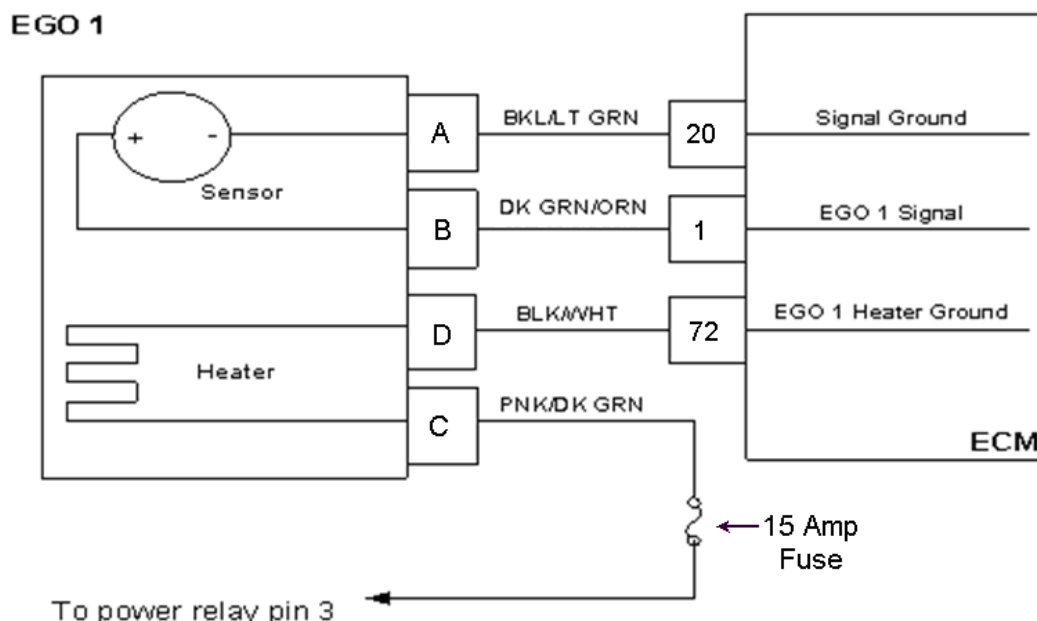 EGO 1
A
BKL/LT GRN
20
Signal Ground
+
-
Sensor
B
DK GRN/ORN
1
EGO 1 Signal
D
BLK/WHT
72
EGO 1 Heater Ground
Heater
C
PNK/DK GRN
ECM
15 Amp
Fuse
To power relay pin 3